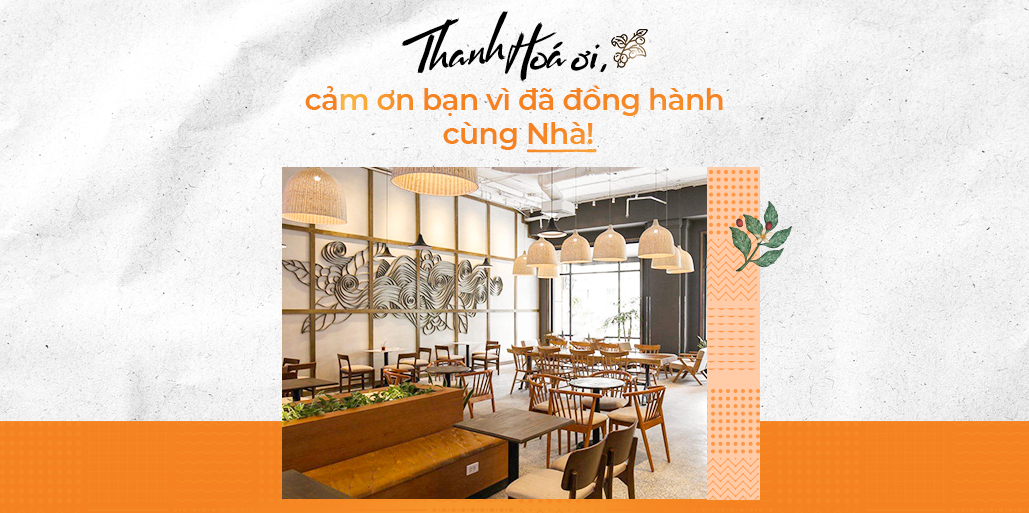 Thanh Hoá ơi,
cảm ơn bạn vì đã đồng hành
cùng Nhà!